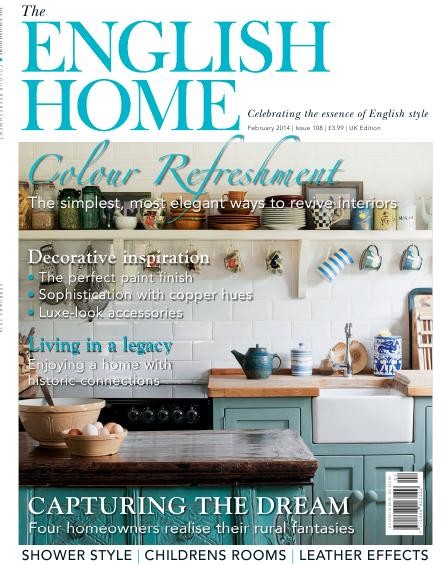 The
ENGLISH
HOME
Celebrating the essence of English style
February 2014 | Issue 108 | £3.99 | UK Edition
Colour Refreshment
The simplest, most elegant ways to revive interiors
SUGAR
Decorative inspiration
• The perfect paint finish
• Sophistication with copper hues
• Luxe-look accessories
Living in a legacy
Enjoying a home with
historic connections
CAPTURING THE DREAM
Four homeowners realise their rural fantasies
SHOWER STYLE | CHILDRENS ROOMS | LEATHER EFFECTS